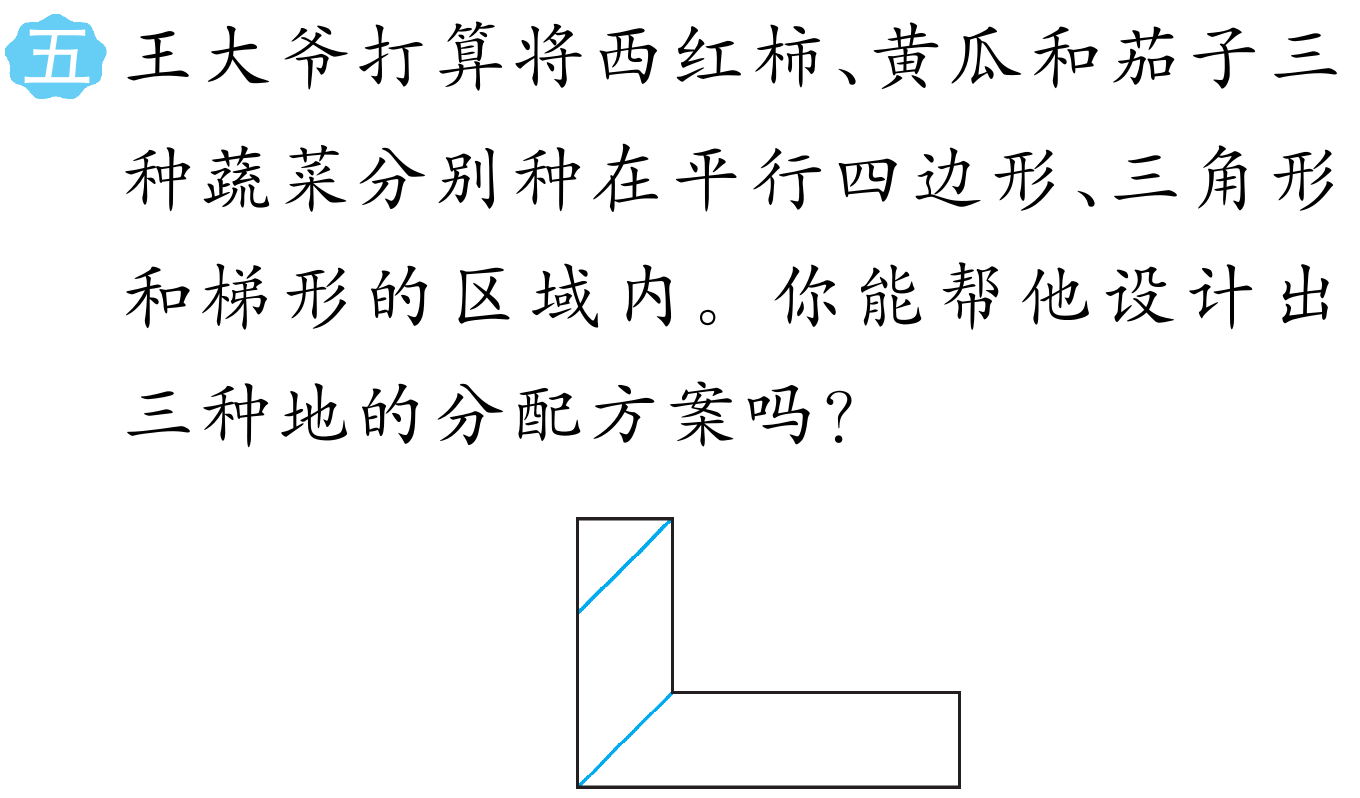 五 王大爷打算将西红柿、黄瓜和茄子三
种蔬菜分别种在平行四边形、三角形
和梯形的区域内。你能帮他设计出
三种地的分配方案吗?